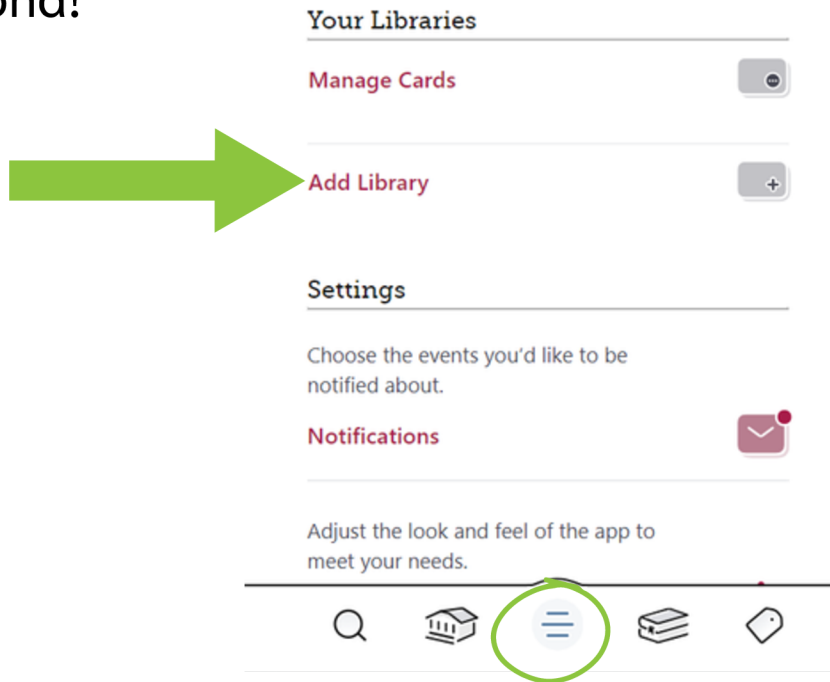 Your Libraries
Manage Cards
Add Library
Settings
Choose the events you'd like to be
notified about.
Notifications
Adjust the look and feel of the app to
meet your needs.